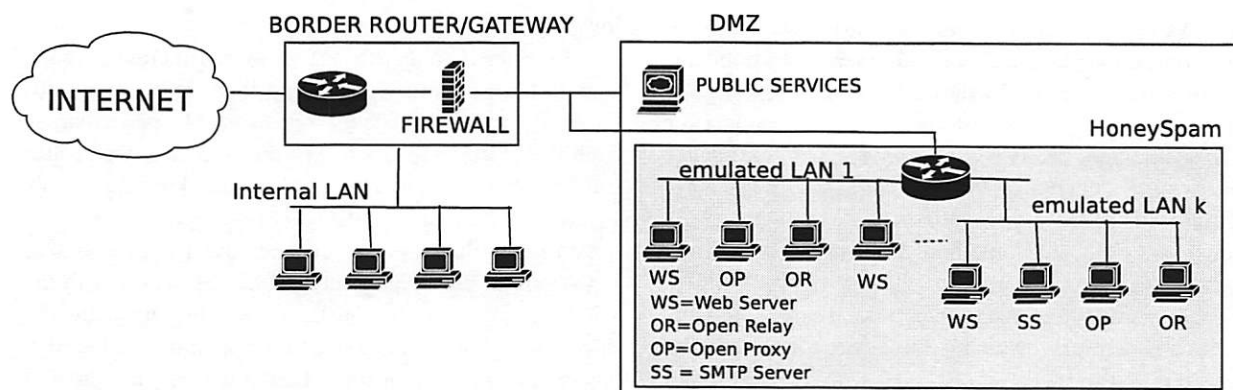 BORDER ROUTER/GATEWAY
DMZ
INTERNET
FIREWALL
PUBLIC SERVICES
HoneySpam
Internal LAN
emulated LAN 1
emulated LAN k
WS
OP
OR
WS
WS
SS
OP
OR
WS=Web Server
OR=Open Relay
OP=Open Proxy
SS = SMTP Server